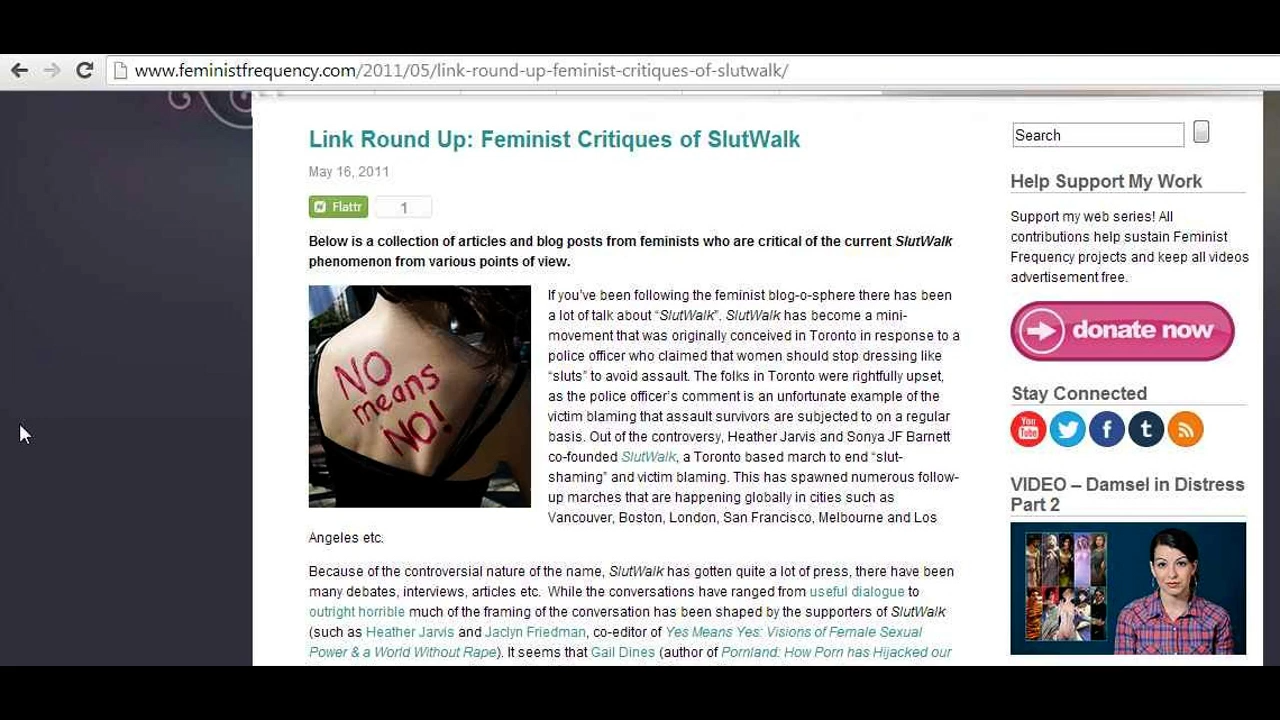 www.feministfrequency.com/2011/05/link-round-up-feminist-critiques-of-slutwalk/
Link Round Up: Feminist Critiques of SlutWalk
May 16, 2011
Flattr
1
Below is a collection of articles and blog posts from feminists who are critical of the current SlutWalk
phenomenon from various points of view.
NO
means
NO!
If you've been following the feminist blog-o-sphere there has been
a lot of talk about “SlutWalk”. SlutWalk has become a mini-
movement that was originally conceived in Toronto in response to a
police officer who claimed that women should stop dressing like
“sluts” to avoid assault. The folks in Toronto were rightfully upset,
as the police officer's comment is an unfortunate example of the
victim blaming that assault survivors are subjected to on a regular
basis. Out of the controversy, Heather Jarvis and Sonya JF Barnett
co-founded SlutWalk, a Toronto based march to end “slut-
shaming” and victim blaming. This has spawned numerous follow-
up marches that are happening globally in cities such as
Vancouver, Boston, London, San Francisco, Melbourne and Los
Angeles etc.
Because of the controversial nature of the name, SlutWalk has gotten quite a lot of press, there have been
many debates, interviews, articles etc. While the conversations have ranged from useful dialogue to
outright horrible much of the framing of the conversation has been shaped by the supporters of SlutWalk
(such as Heather Jarvis and Jaclyn Friedman, co-editor of Yes Means Yes: Visions of Female Sexual
Power & a World Without Rape). It seems that Gail Dines (author of Pornland: How Porn has Hijacked our
Search
Help Support My Work
Support my web series! All
contributions help sustain Feminist
Frequency projects and keep all videos
advertisement free.
donate now
Stay Connected
You
Tube
f
t
VIDEO – Damsel in Distress
Part 2